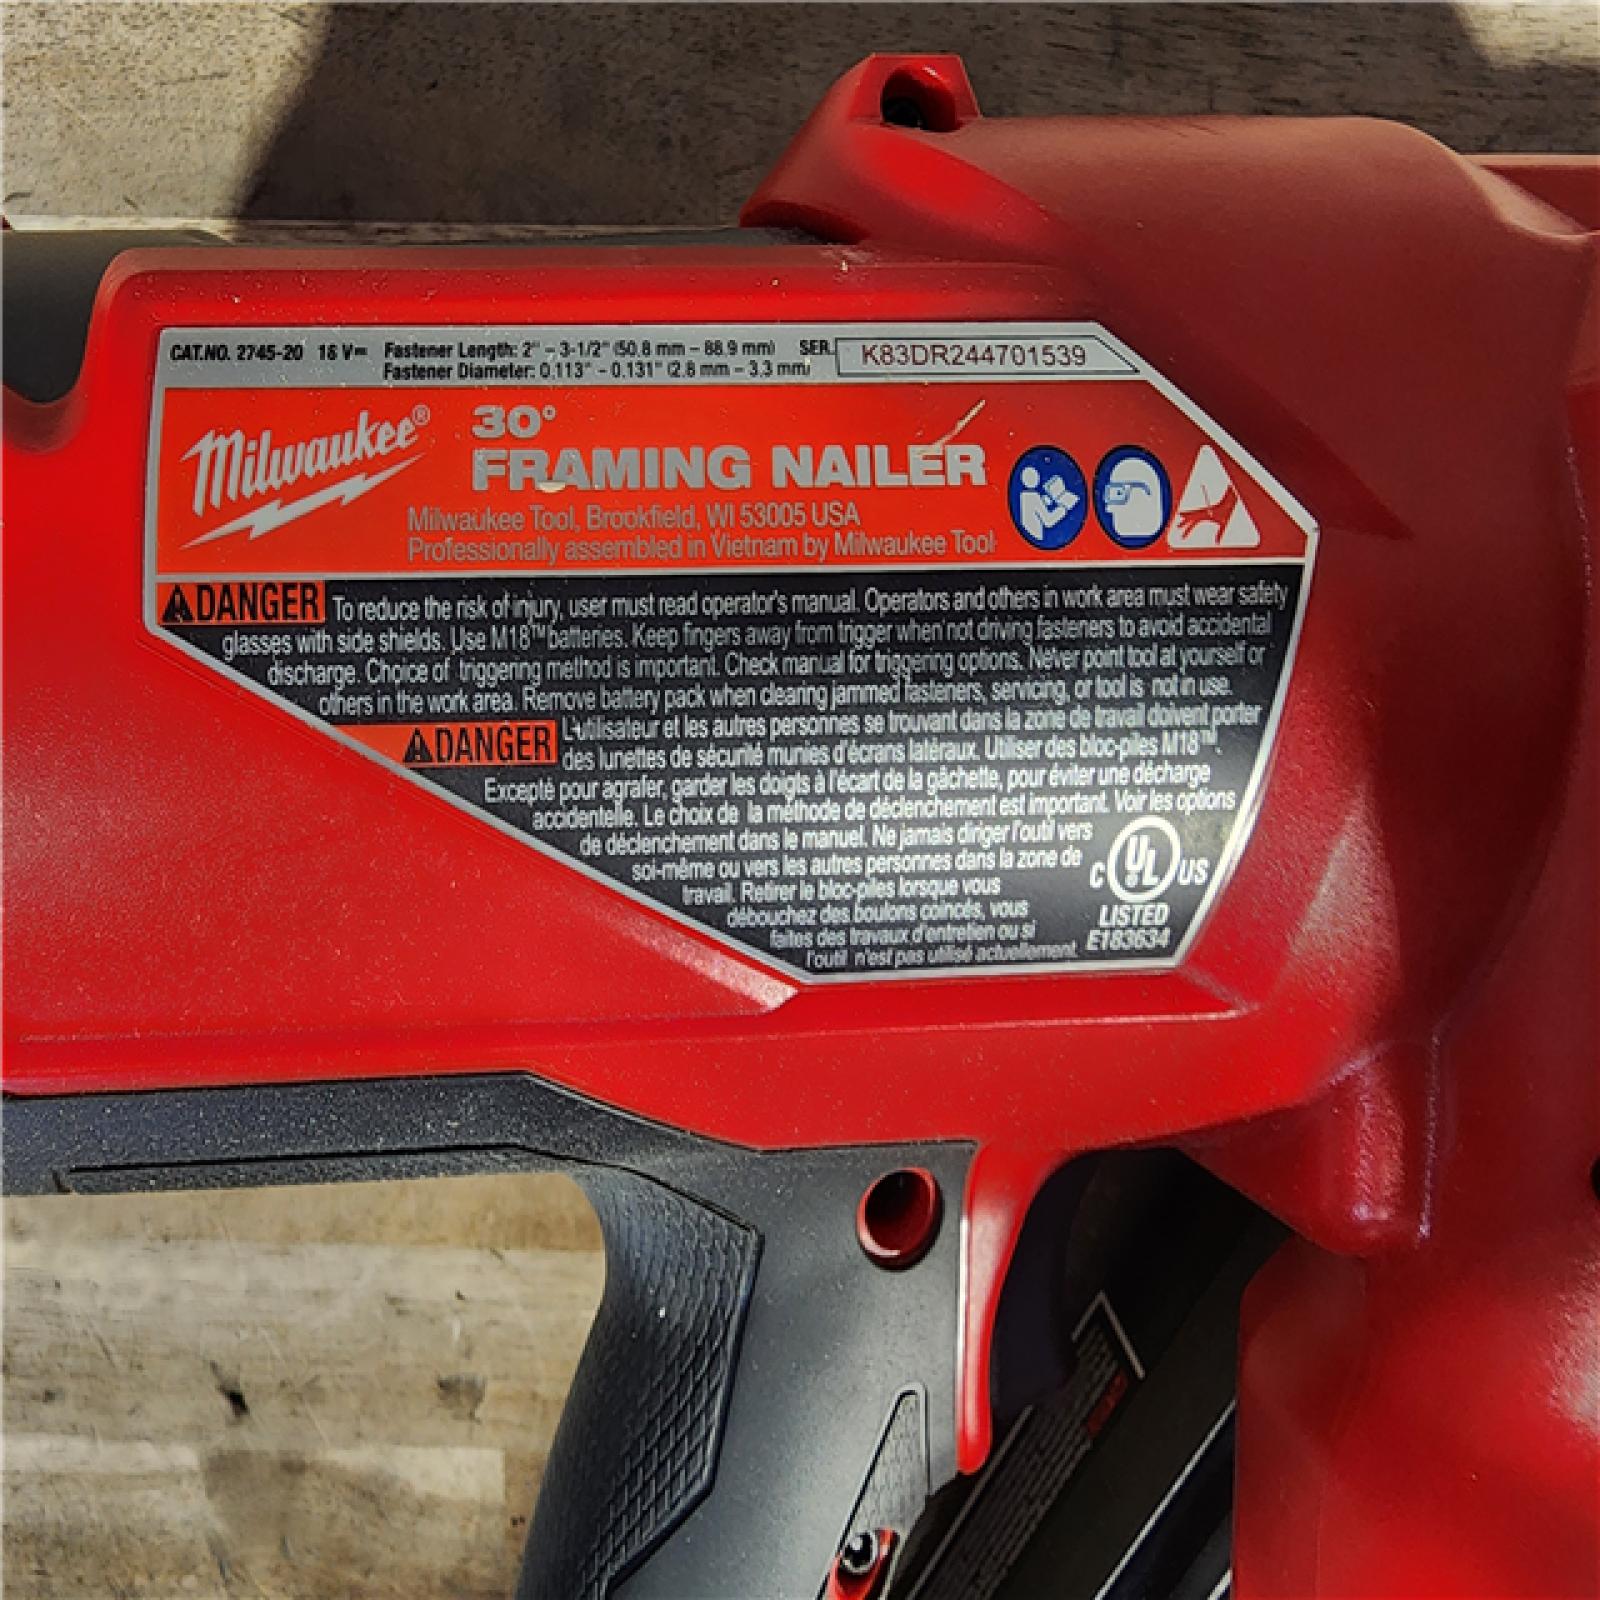 CAT.NO. 2745-20 18 V⎓ Fastener Length: 2" – 3-1/2" (50.8 mm – 88.9 mm) SER. K83DR244701539
Fastener Diameter: 0.113" – 0.131" (2.8 mm – 3.3 mm)
Milwaukee®
30°
FRAMING NAILER
Milwaukee Tool, Brookfield, WI 53005 USA
Professionally assembled in Vietnam by Milwaukee Tool
DANGER To reduce the risk of injury, user must read operator's manual. Operators and others in work area must wear safety
glasses with side shields. Use M18™ batteries. Keep fingers away from trigger when not driving fasteners to avoid accidental
discharge. Choice of triggering method is important. Check manual for triggering options. Never point tool at yourself or
others in the work area. Remove battery pack when clearing jammed fasteners, servicing, or tool is not in use.
DANGER L'utilisateur et les autres personnes se trouvant dans la zone de travail doivent porter
des lunettes de sécurité munies d'écrans latéraux. Utiliser des bloc-piles M18™.
Excepté pour agrafer, garder les doigts à l'écart de la gâchette, pour éviter une décharge
accidentelle. Le choix de la méthode de déclenchement est important. Voir les options
de déclenchement dans le manuel. Ne jamais diriger l'outil vers
soi-même ou vers les autres personnes dans la zone de
travail. Retirer le bloc-piles lorsque vous
débouchez des boulons coincés, vous
faites des travaux d'entretien ou si
l'outil n'est pas utilisé actuellement.
C UL US
LISTED
E183634